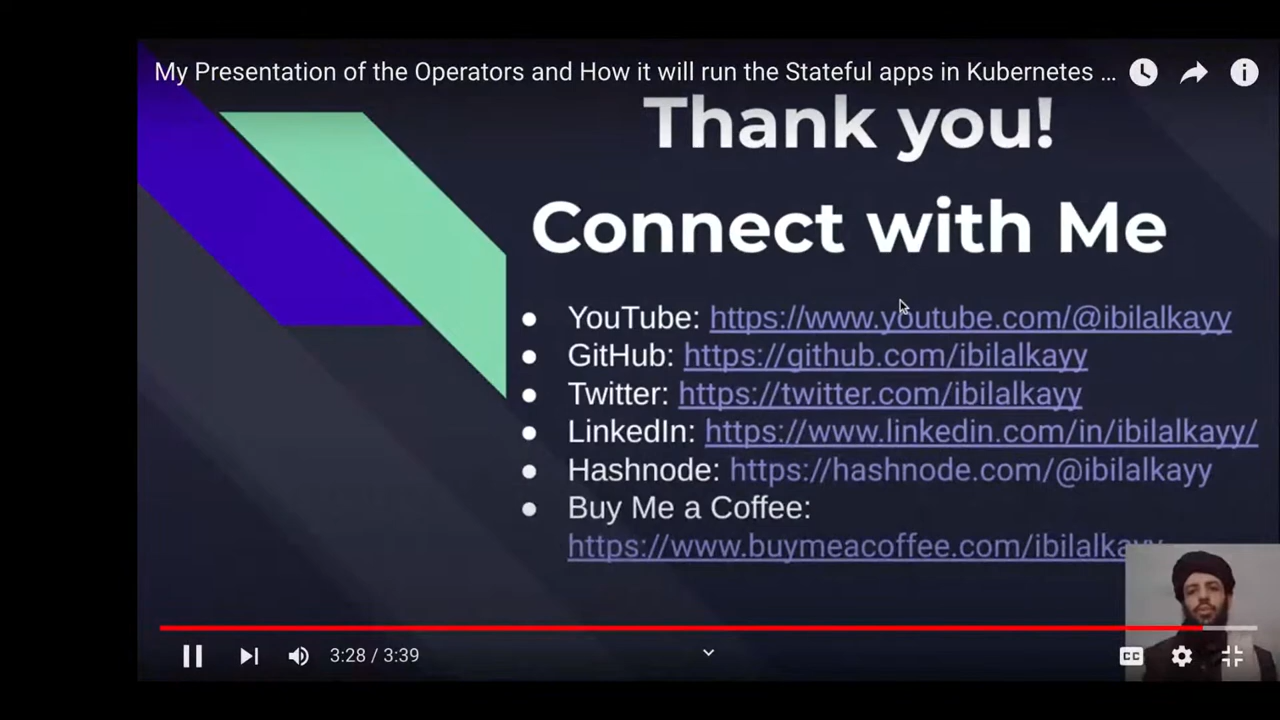 My Presentation of the Operators and How it will run the Stateful apps in Kubernetes ...
Thank you!
Connect with Me
● YouTube: https://www.youtube.com/@ibilalkayy
● GitHub: https://github.com/ibilalkayy
● Twitter: https://twitter.com/ibilalkayy
● LinkedIn: https://www.linkedin.com/in/ibilalkayy/
● Hashnode: https://hashnode.com/@ibilalkayy
● Buy Me a Coffee:
https://www.buymeacoffee.com/ibilalkayy
3:28 / 3:39
CC